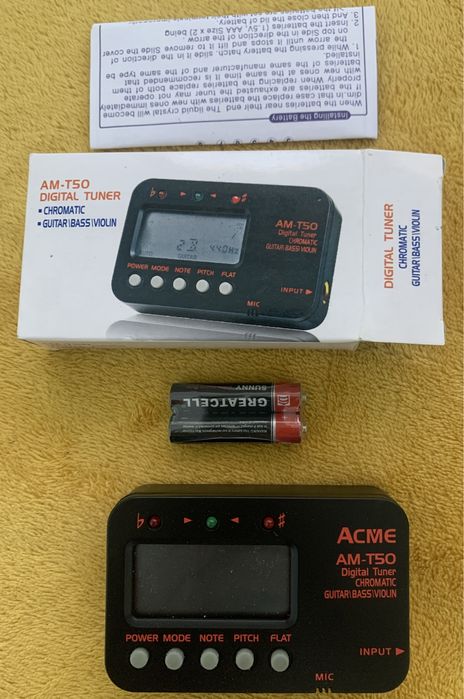 Installing the Battery
When the batteries near their end. The liquid crystal will become
dim.In that case replace the batteries with new ones immediately.
If the batteries are exhausted the tuner may not operate
properly. When replacing the batteries replace both of them
with new ones at the same time it is recommended that
batteries of the same manufacturer and of the same type be
installed.
1. While pressing the battery hatch, slide it in the direction of
the arrow until it stops and lift it to remove the cover
on top Slide in the direction of the arrow.
2. Insert the batteries (1.5V, AAA Size x 2) being
3. And then close the lid of battery.
AM-T50
DIGITAL TUNER
▪ CHROMATIC
▪ GUITAR\BASS\VIOLIN
♭ ► ◄ ♯
AM-T50
Digital Tuner
CHROMATIC
GUITAR\BASS\VIOLIN
440Hz
GUITAR
POWER MODE NOTE PITCH FLAT
INPUT ►
MIC
DIGITAL TUNER
CHROMATIC
GUITAR\BASS\VIOLIN
SUNNY
GREATCELL
♭ ► ◄ ♯
ACME
AM-T50
Digital Tuner
CHROMATIC
GUITAR\BASS\VIOLIN
POWER MODE NOTE PITCH FLAT
INPUT ►
MIC